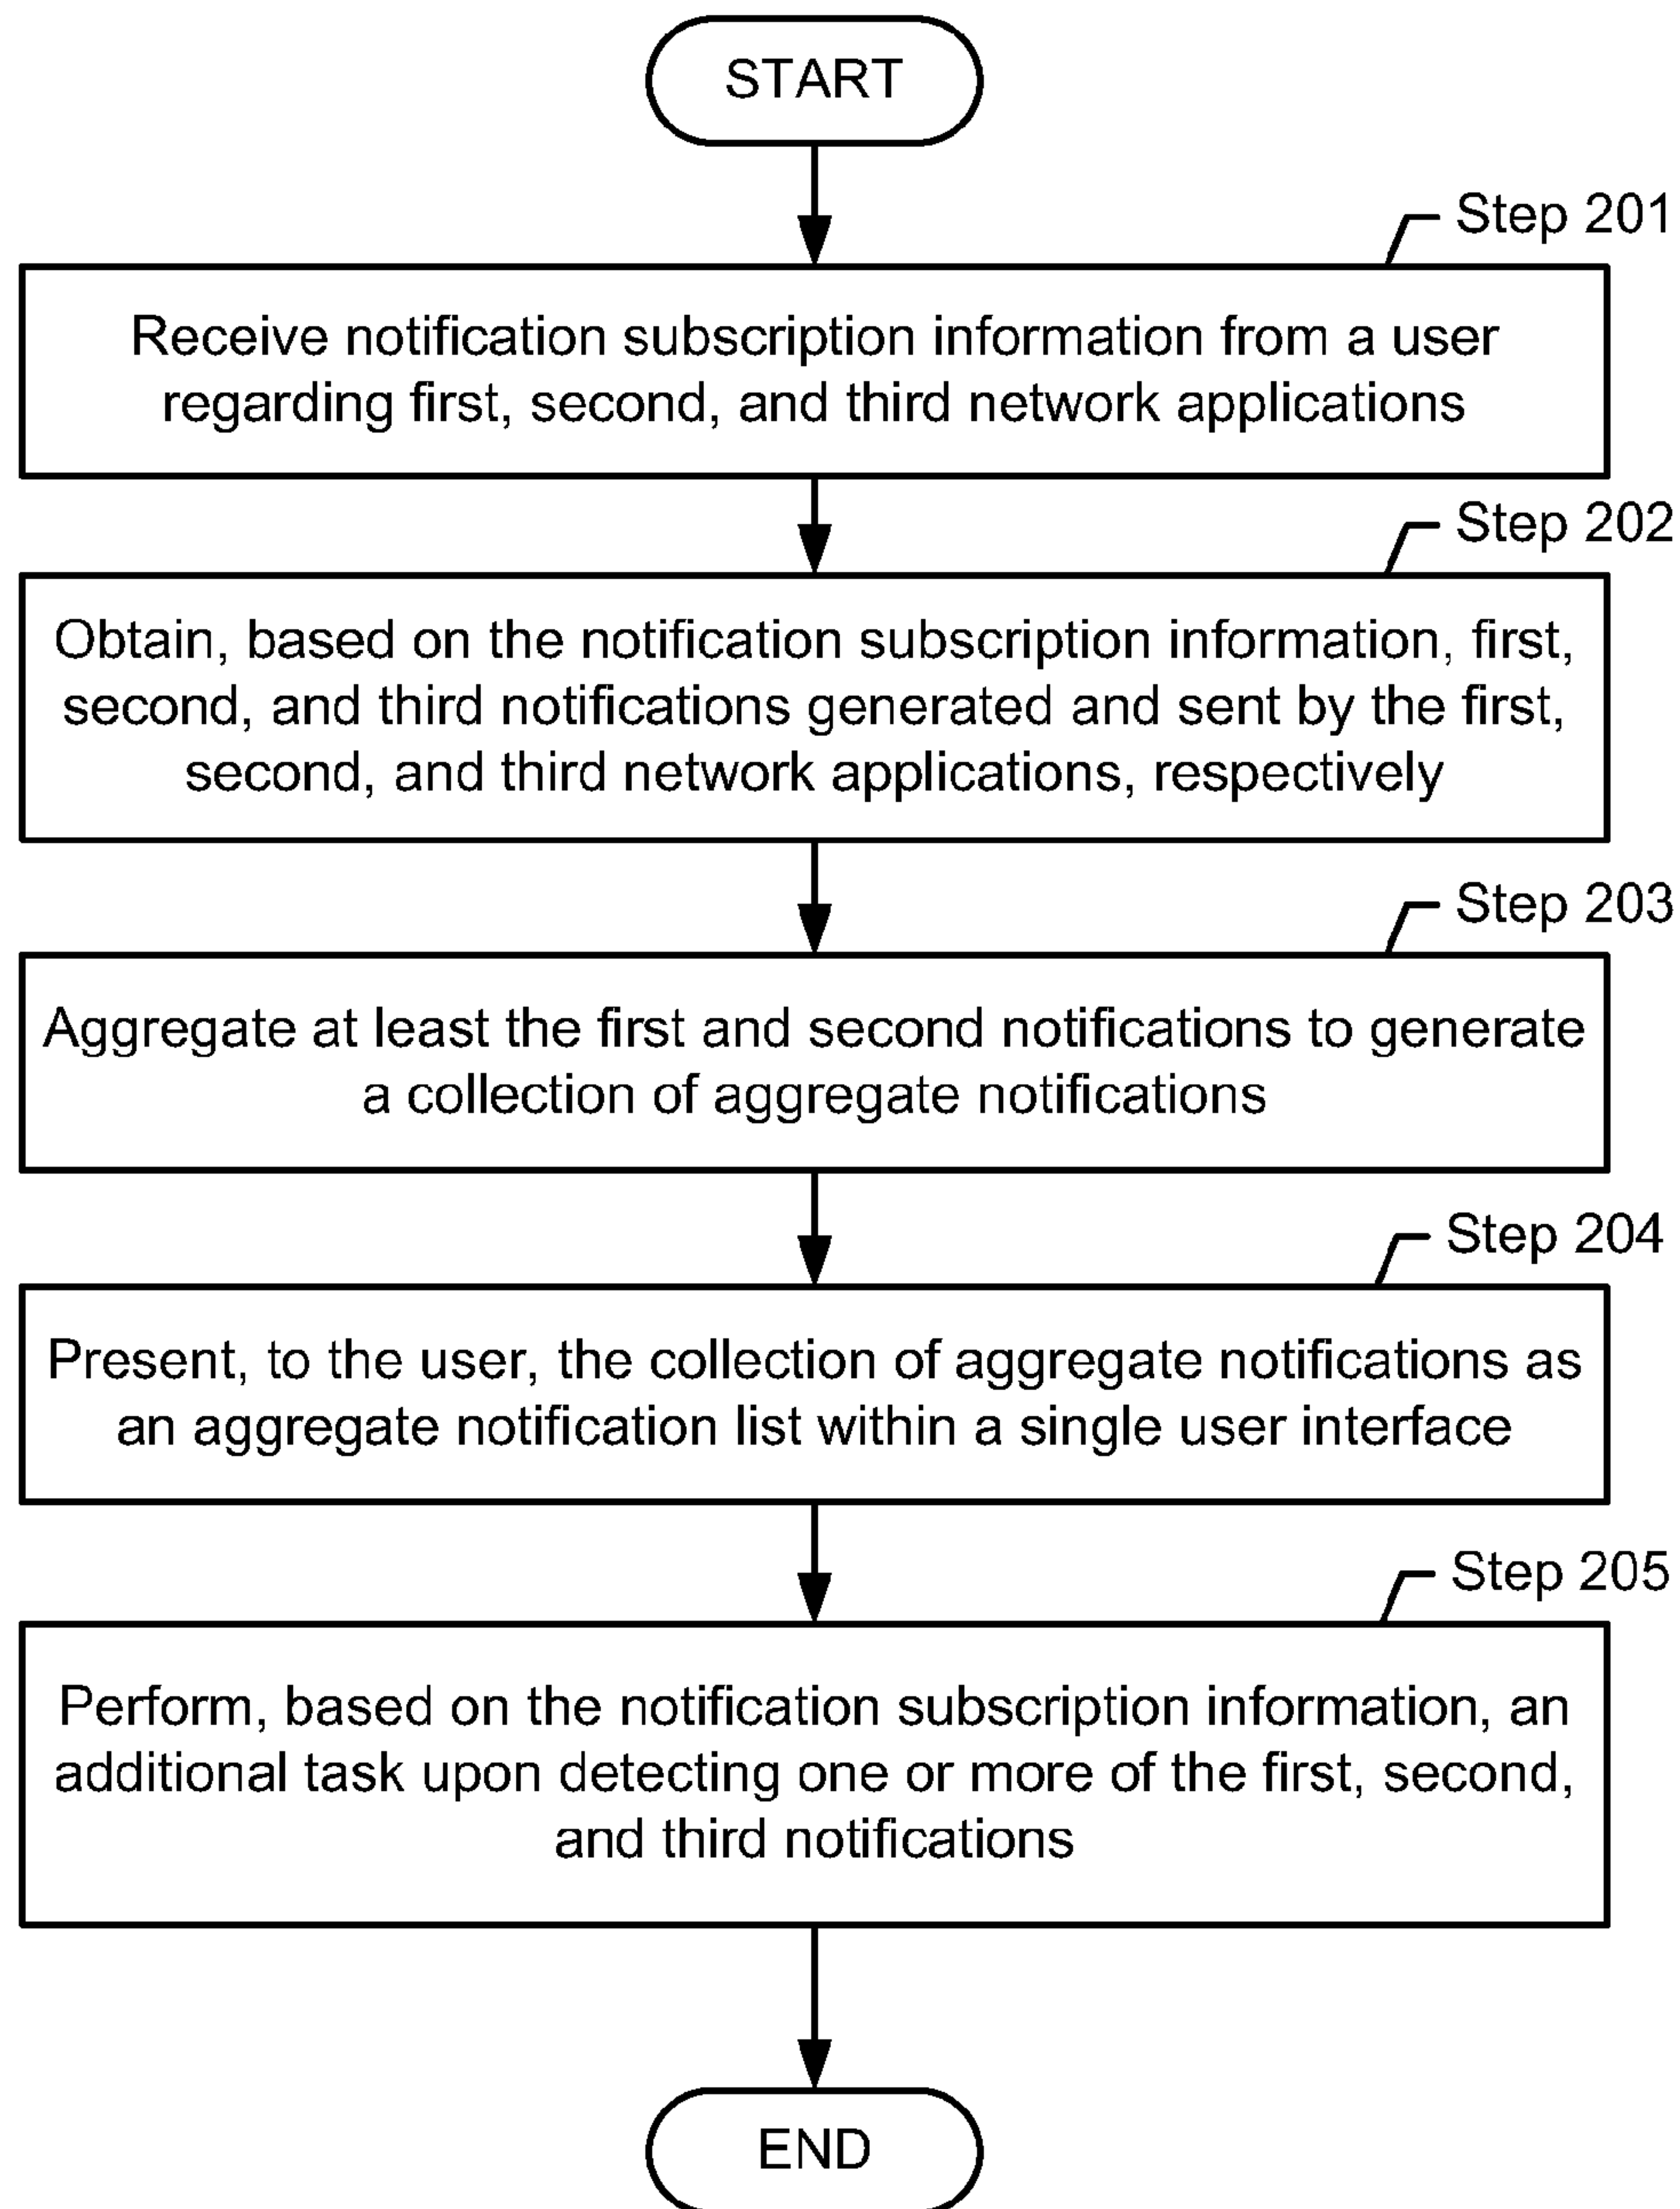 START
Step 201
Receive notification subscription information from a user
regarding first, second, and third network applications
Step 202
Obtain, based on the notification subscription information, first,
second, and third notifications generated and sent by the first,
second, and third network applications, respectively
Step 203
Aggregate at least the first and second notifications to generate
a collection of aggregate notifications
Step 204
Present, to the user, the collection of aggregate notifications as
an aggregate notification list within a single user interface
Step 205
Perform, based on the notification subscription information, an
additional task upon detecting one or more of the first, second,
and third notifications
END